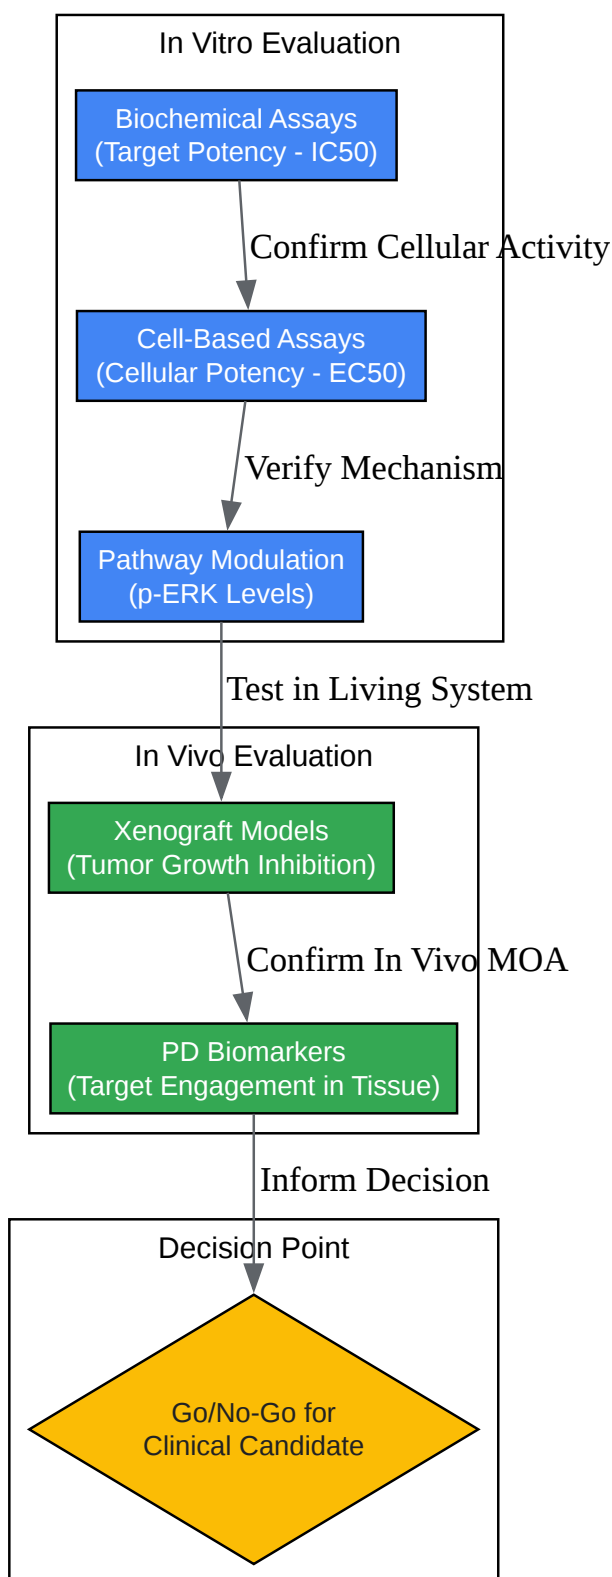 In Vitro Evaluation
Biochemical Assays
(Target Potency - IC50)
Confirm Cellular Activity
Cell-Based Assays
(Cellular Potency - EC50)
Verify Mechanism
Pathway Modulation
(p-ERK Levels)
Test in Living System
In Vivo Evaluation
Xenograft Models
(Tumor Growth Inhibition)
Confirm In Vivo MOA
PD Biomarkers
(Target Engagement in Tissue)
Inform Decision
Decision Point
Go/No-Go for
Clinical Candidate